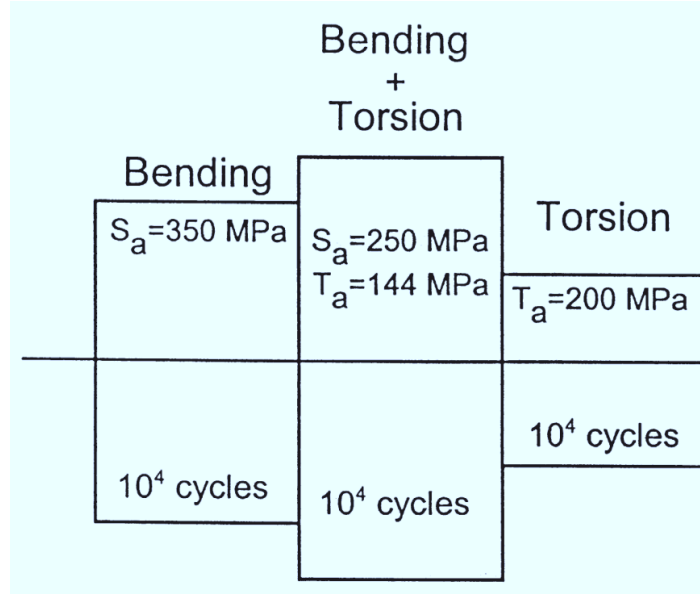 Bending
+
Torsion
Bending
Torsion
Sa=350 MPa
Sa=250 MPa
Ta=144 MPa
Ta=200 MPa
10⁴ cycles
10⁴ cycles
10⁴ cycles